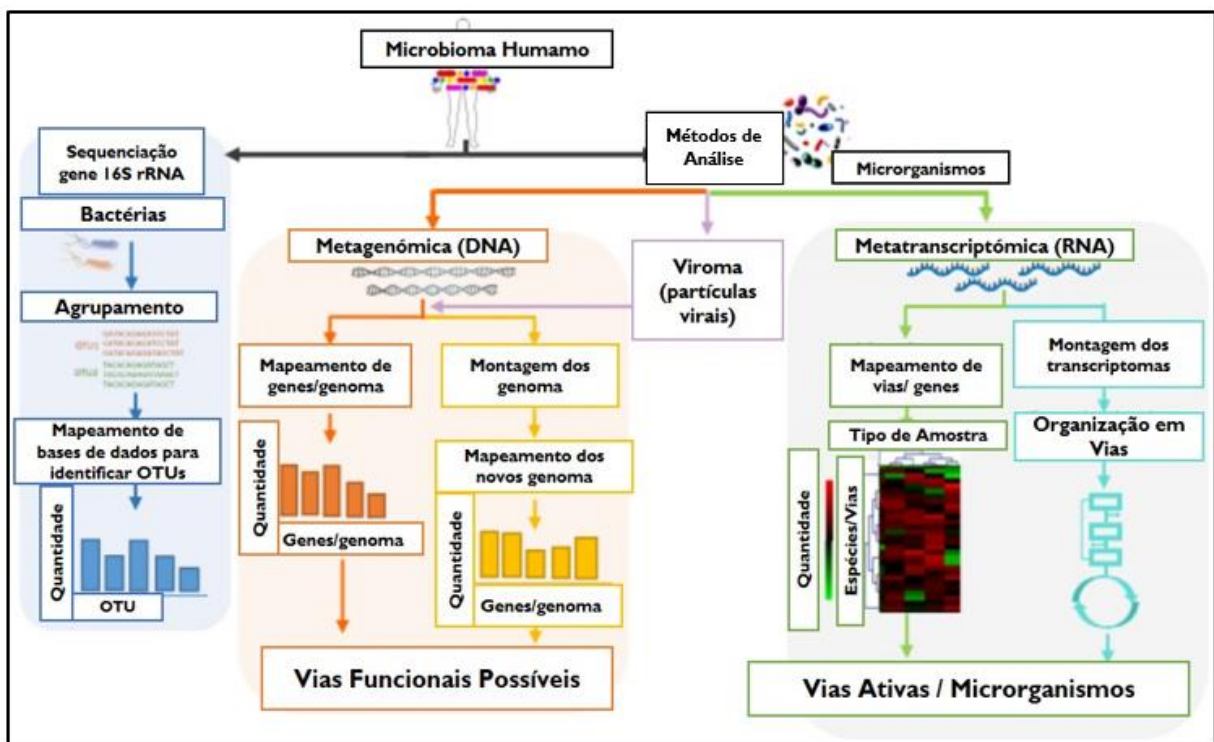 Microbioma Humamo
Métodos de
Análise
Microrganismos
Sequenciação
gene 16S rRNA
Bactérias
Agrupamento
OTU1
OTU2
Mapeamento de
bases de dados para
identificar OTUs
Quantidade
OTU
Metagenómica (DNA)
Viroma
(partículas
virais)
Mapeamento de
genes/genoma
Montagem dos
genoma
Quantidade
Genes/genoma
Mapeamento dos
novos genoma
Quantidade
Genes/genoma
Vias Funcionais Possíveis
Metatranscriptómica (RNA)
Mapeamento de
vias/ genes
Montagem dos
transcriptomas
Tipo de Amostra
Quantidade
Espécies/Vias
Organização em
Vias
Vias Ativas / Microrganismos